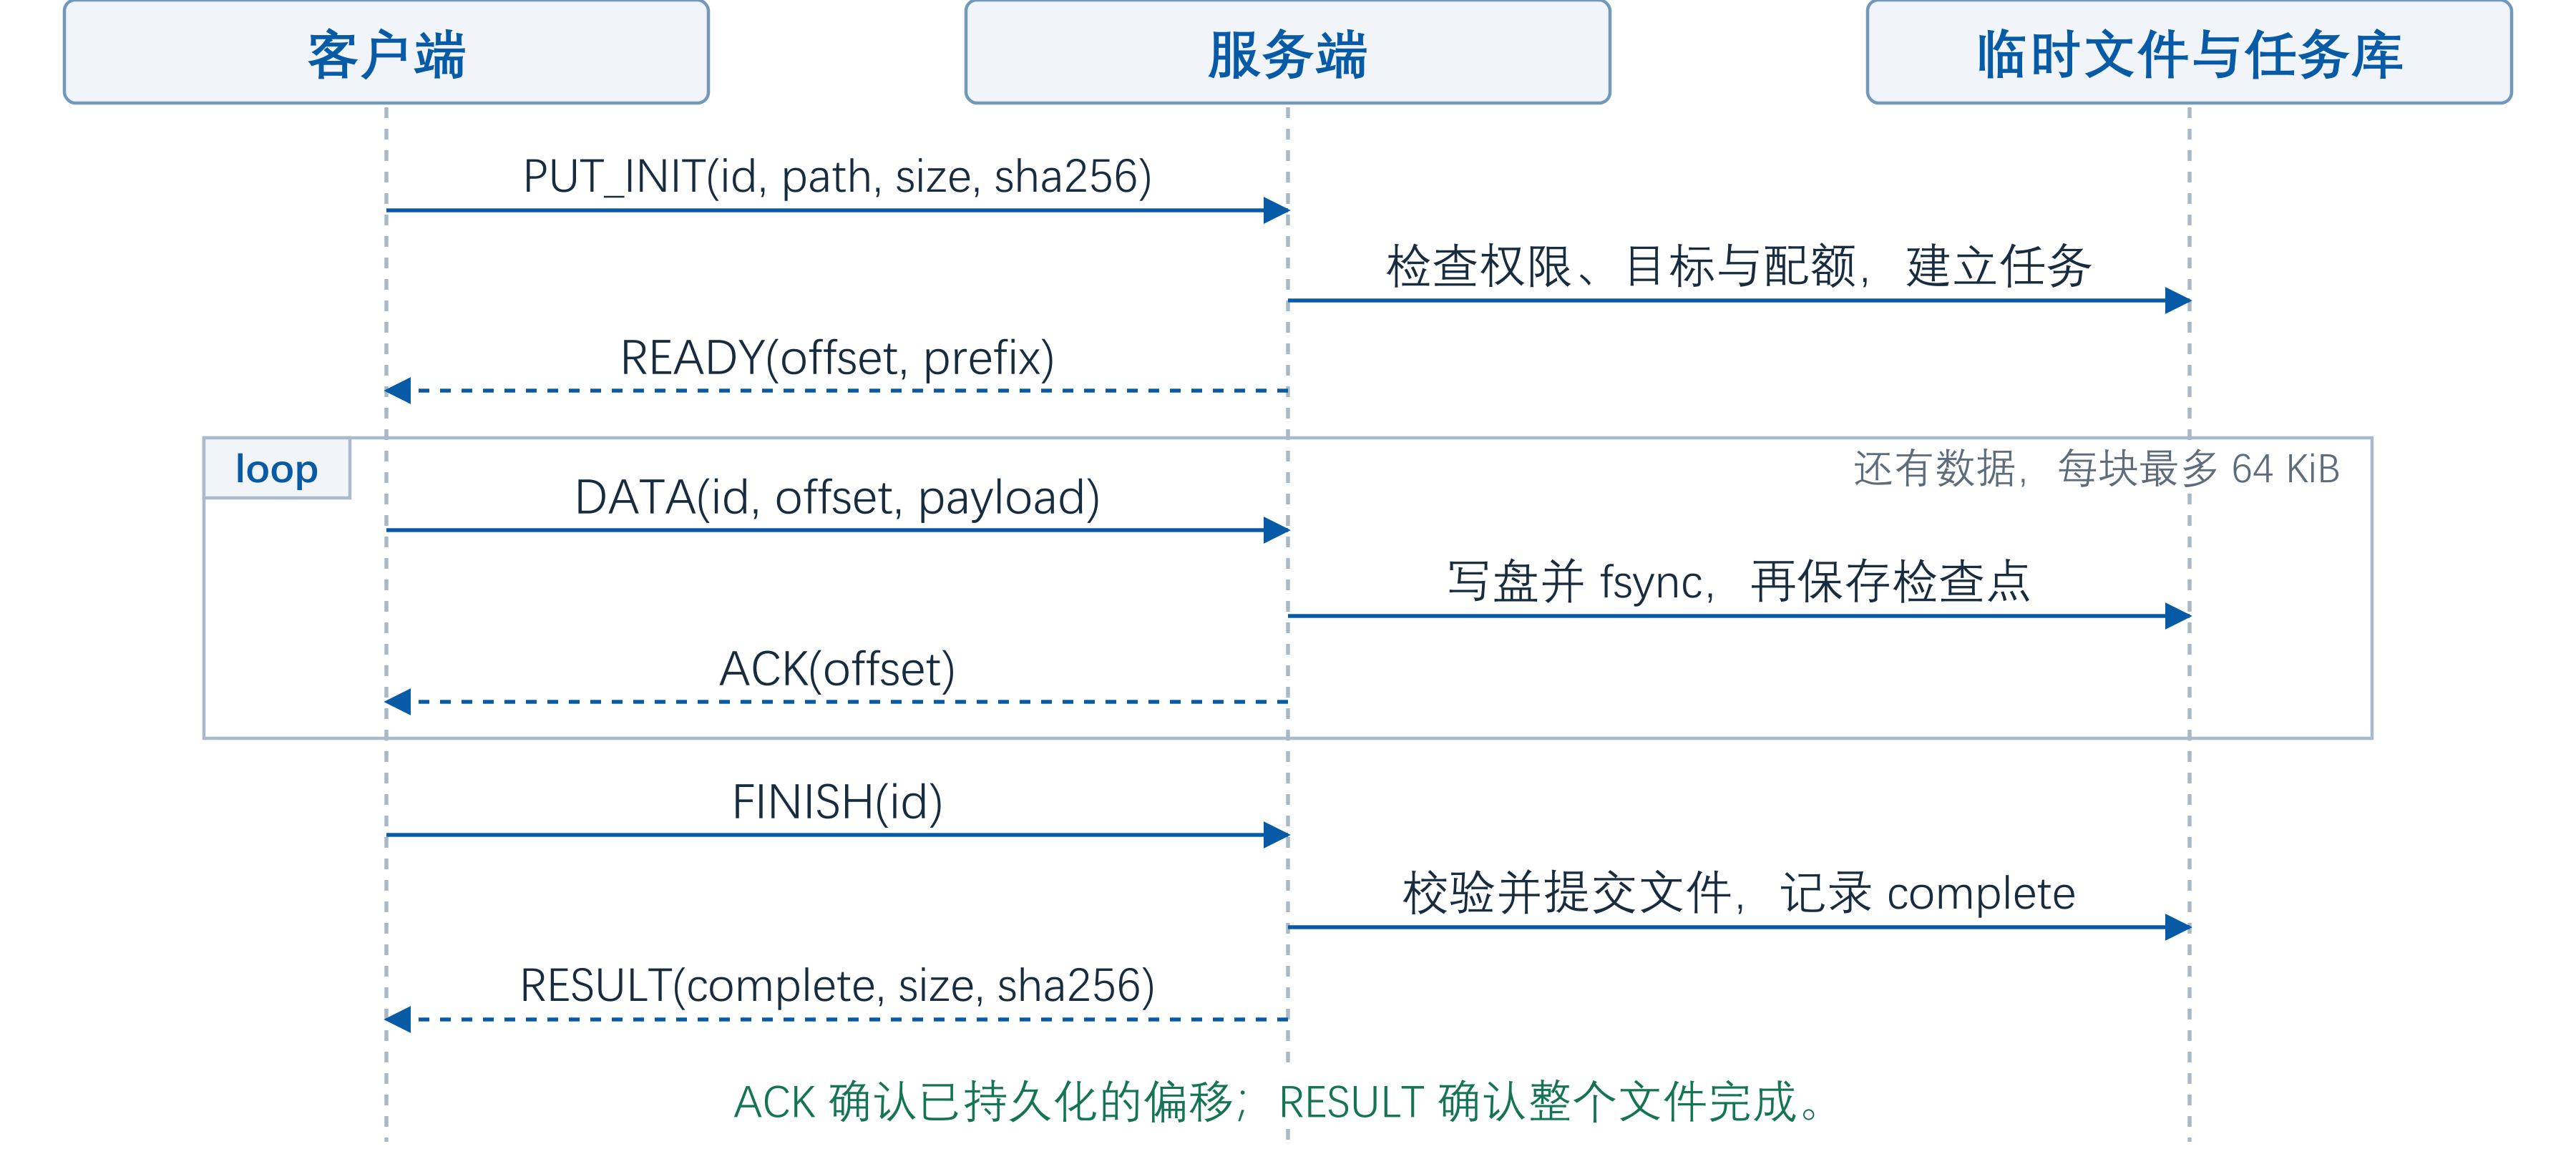 客户端
服务端
临时文件与任务库
PUT_INIT(id, path, size, sha256)
检查权限、目标与配额，建立任务
READY(offset, prefix)
loop
还有数据，每块最多 64 KiB
DATA(id, offset, payload)
写盘并 fsync，再保存检查点
ACK(offset)
FINISH(id)
校验并提交文件，记录 complete
RESULT(complete, size, sha256)
ACK 确认已持久化的偏移；RESULT 确认整个文件完成。